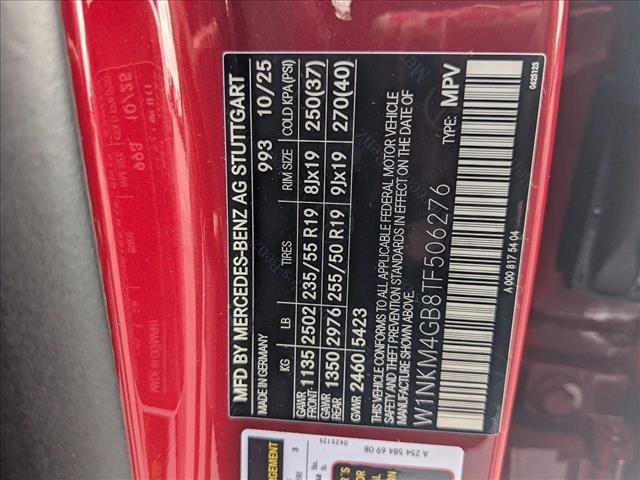 MFD BY MERCEDES-BENZ AG STUTTGART
MADE IN GERMANY 993 10/25
KG LB TIRES RIM SIZE COLD KPA (PSI)
GAWR FRONT 1135 2502 235/55 R19 8Jx19 250(37)
GAWR REAR 1350 2976 255/50 R19 9Jx19 270(40)
GVWR 2460 5423
THIS VEHICLE CONFORMS TO ALL APPLICABLE FEDERAL MOTOR VEHICLE
SAFETY AND THEFT PREVENTION STANDARDS IN EFFECT ON THE DATE OF
MANUFACTURE SHOWN ABOVE.
W1NKM4GB8TF506276 TYPE: MPV
A 000 817 54 04
0625125
A 254 584 69 08
0625125